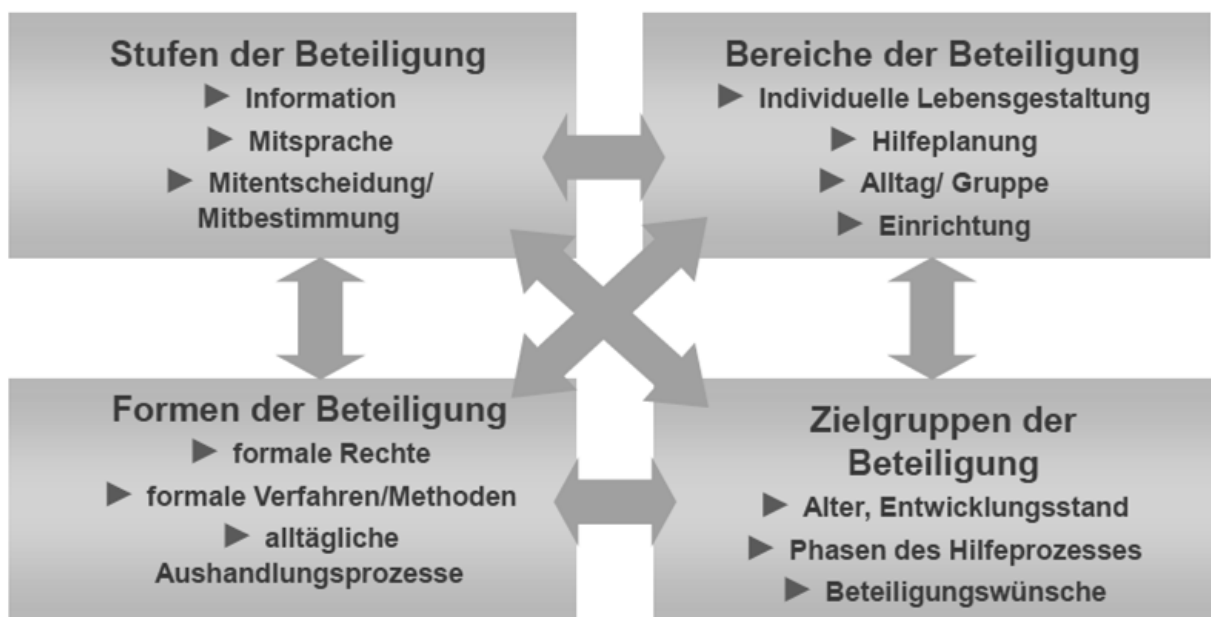 Stufen der Beteiligung
► Information
► Mitsprache
► Mitentscheidung/
Mitbestimmung
Bereiche der Beteiligung
► Individuelle Lebensgestaltung
► Hilfeplanung
► Alltag/ Gruppe
► Einrichtung
Formen der Beteiligung
► formale Rechte
► formale Verfahren/Methoden
► alltägliche
Aushandlungsprozesse
Zielgruppen der
Beteiligung
► Alter, Entwicklungsstand
► Phasen des Hilfeprozesses
► Beteiligungswünsche